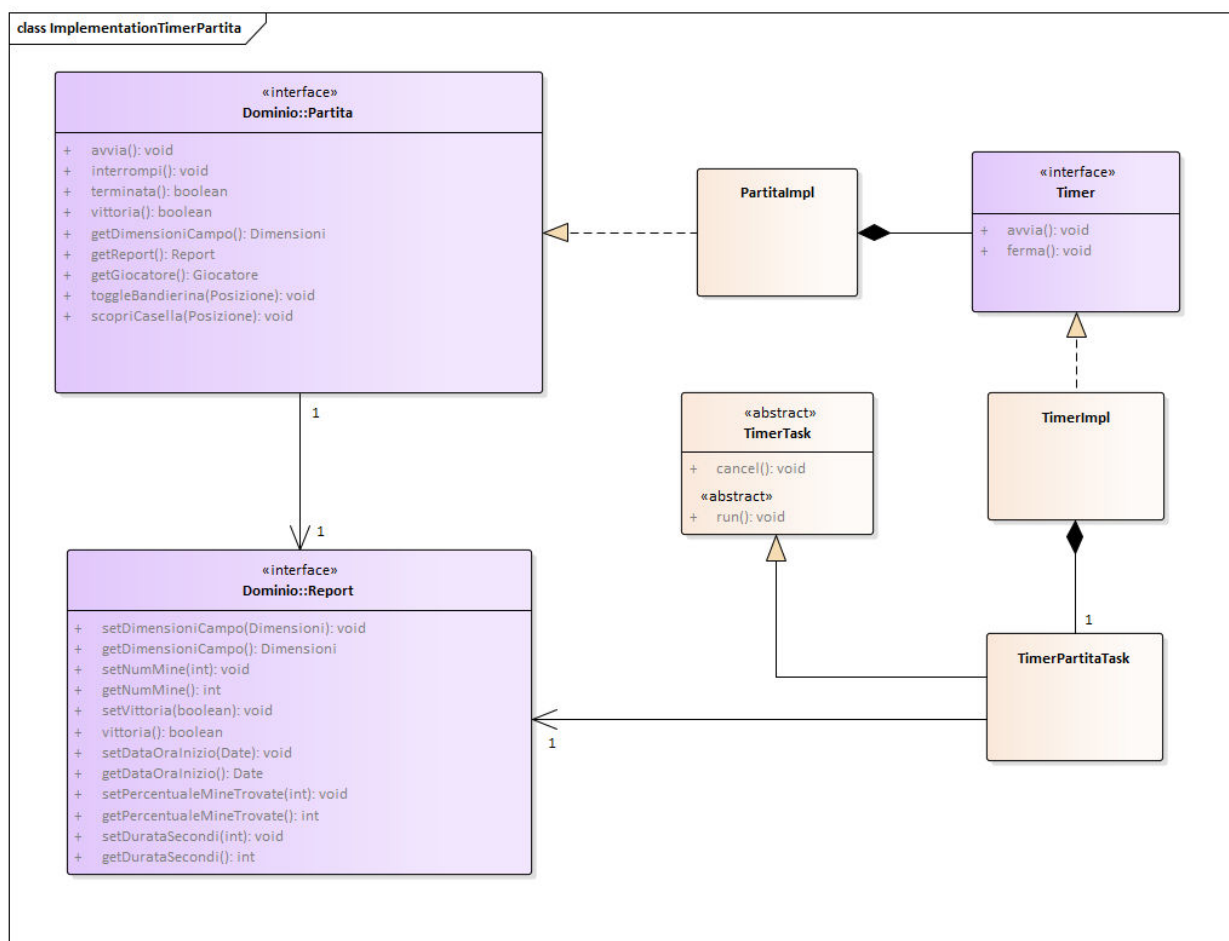 class ImplementationTimerPartita
«interface»
Dominio::Partita
+ avvia(): void
+ interrompi(): void
+ terminata(): boolean
+ vittoria(): boolean
+ getDimensioniCampo(): Dimensioni
+ getReport(): Report
+ getGiocatore(): Giocatore
+ toggleBandierina(Posizione): void
+ scopriCasella(Posizione): void
PartitaImpl
«interface»
Timer
+ avvia(): void
+ ferma(): void
1
1
«abstract»
TimerTask
+ cancel(): void
«abstract»
+ run(): void
TimerImpl
1
TimerPartitaTask
1
«interface»
Dominio::Report
+ setDimensioniCampo(Dimensioni): void
+ getDimensioniCampo(): Dimensioni
+ setNumMine(int): void
+ getNumMine(): int
+ setVittoria(boolean): void
+ vittoria(): boolean
+ setDataOraInizio(Date): void
+ getDataOraInizio(): Date
+ setPercentualeMineTrovate(int): void
+ getPercentualeMineTrovate(): int
+ setDurataSecondi(int): void
+ getDurataSecondi(): int